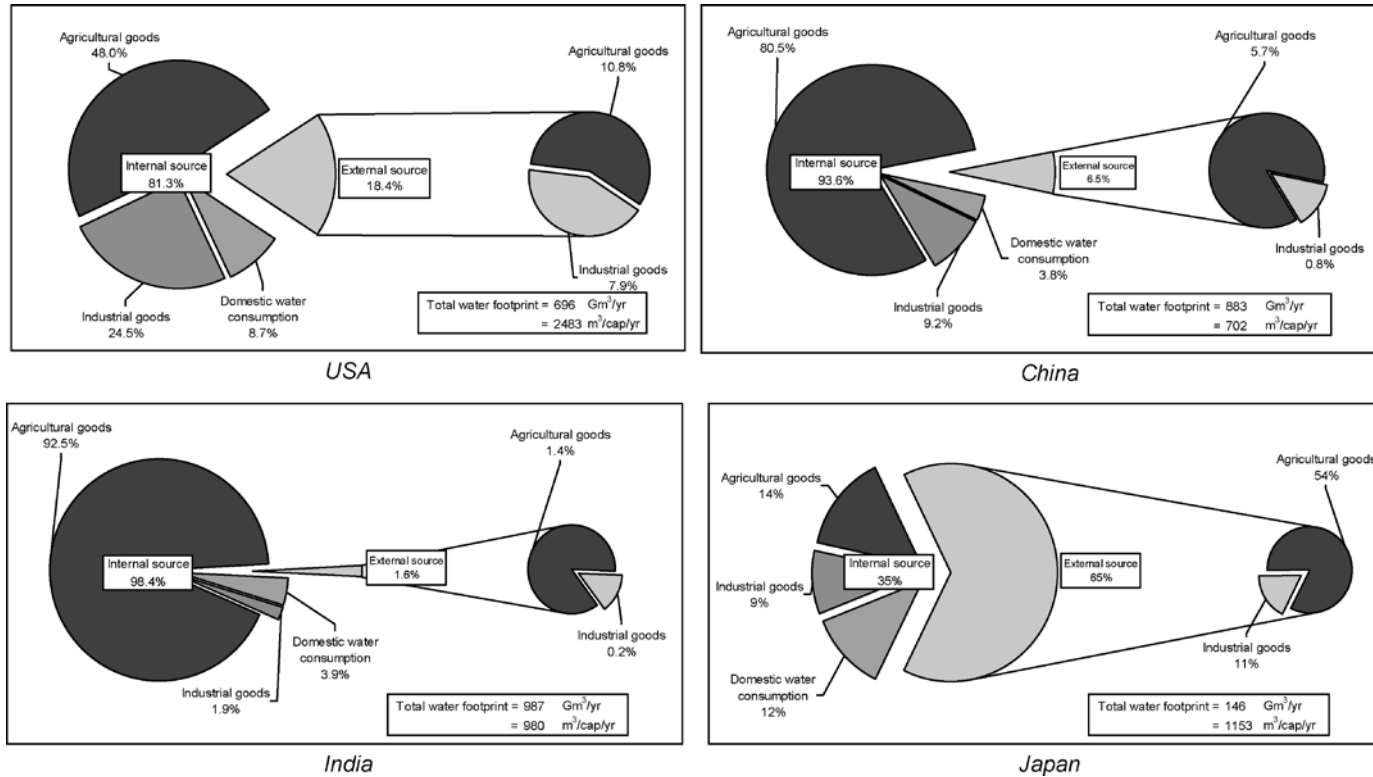 Agricultural goods
48.0%
Internal source
81.3%
External source
18.4%
Agricultural goods
10.8%
Industrial goods
7.9%
Industrial goods
24.5%
Domestic water
consumption
8.7%
Total water footprint = 696 Gm³/yr
= 2483 m³/cap/yr
USA
Agricultural goods
80.5%
Internal source
93.6%
External source
6.5%
Agricultural goods
5.7%
Industrial goods
0.8%
Domestic water
consumption
3.8%
Industrial goods
9.2%
Total water footprint = 883 Gm³/yr
= 702 m³/cap/yr
China
Agricultural goods
92.5%
Internal source
98.4%
External source
1.6%
Agricultural goods
1.4%
Industrial goods
0.2%
Domestic water
consumption
3.9%
Industrial goods
1.9%
Total water footprint = 987 Gm³/yr
= 980 m³/cap/yr
India
Agricultural goods
14%
Industrial goods
9%
Internal source
35%
External source
65%
Agricultural goods
54%
Industrial goods
11%
Domestic water
consumption
12%
Total water footprint = 146 Gm³/yr
= 1153 m³/cap/yr
Japan